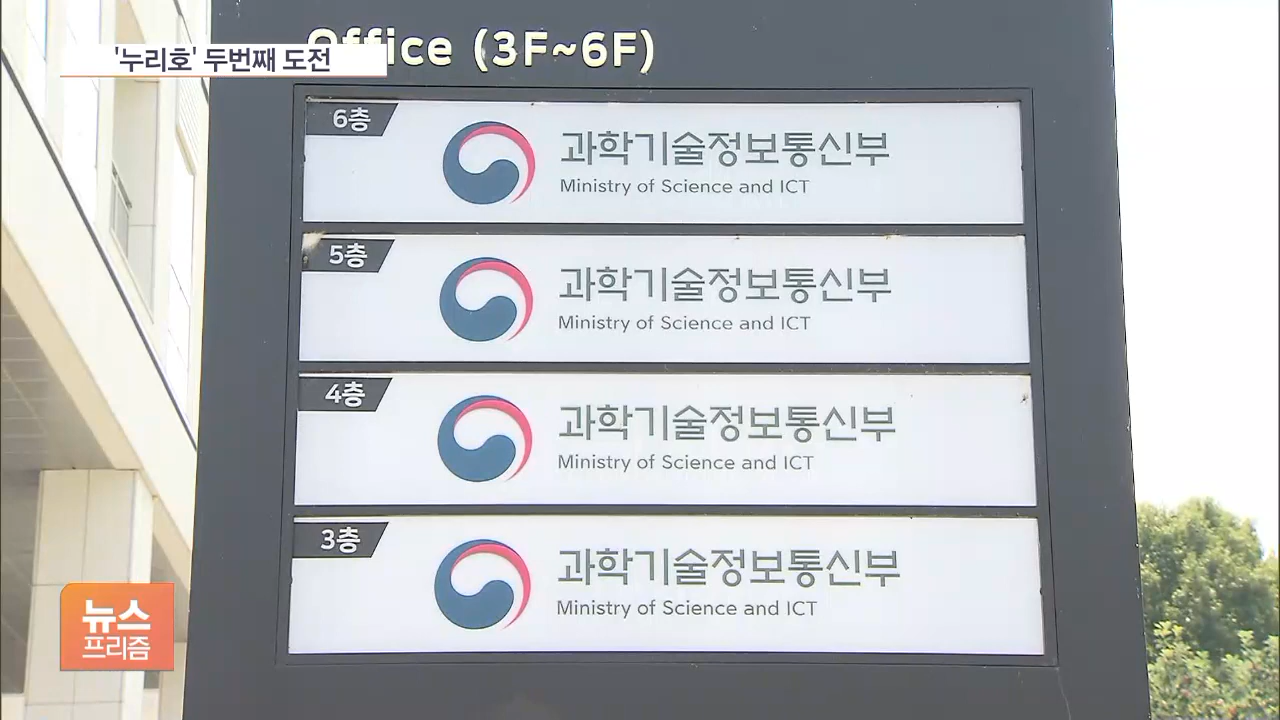 '누리호' 두번째 도전
Office (3F~6F)
6층
과학기술정보통신부
Ministry of Science and ICT
5층
과학기술정보통신부
Ministry of Science and ICT
4층
과학기술정보통신부
Ministry of Science and ICT
3층
과학기술정보통신부
Ministry of Science and ICT
뉴스
프리즘